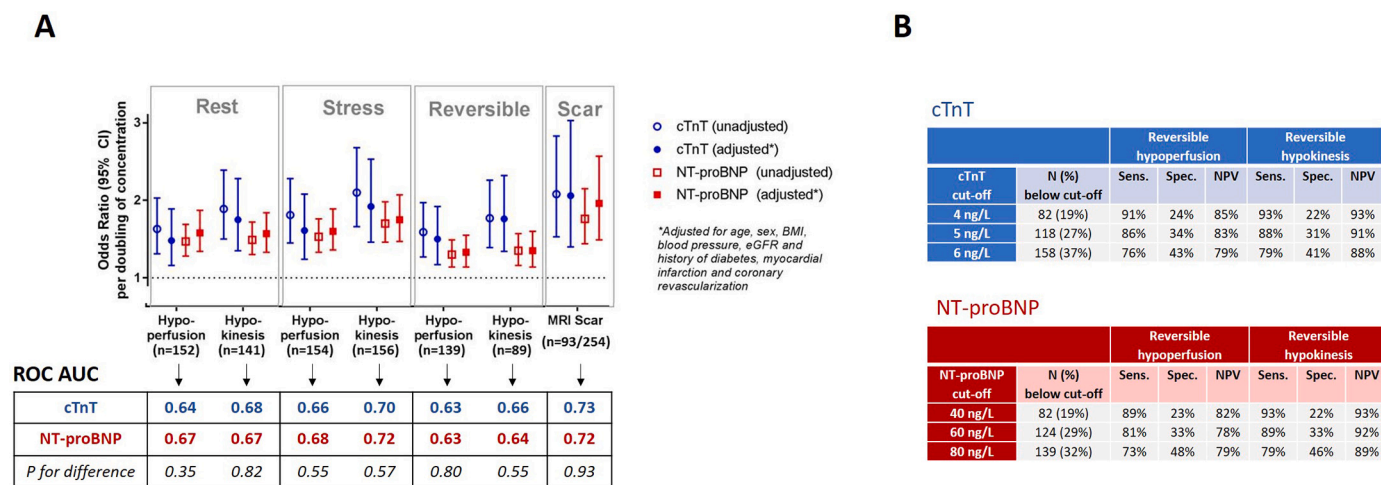 A
Rest
Stress
Reversible
Scar
Odds Ratio (95% CI)
per doubling of concentration
3
2
1
cTnT (unadjusted)
cTnT (adjusted*)
NT-proBNP (unadjusted)
NT-proBNP (adjusted*)
*Adjusted for age, sex, BMI,
blood pressure, eGFR and
history of diabetes, myocardial
infarction and coronary
revascularization
Hypo-
perfusion
(n=152)
Hypo-
kinesis
(n=141)
Hypo-
perfusion
(n=154)
Hypo-
kinesis
(n=156)
Hypo-
perfusion
(n=139)
Hypo-
kinesis
(n=89)
MRI Scar
(n=93/254)
ROC AUC
cTnT 0.64 0.68 0.66 0.70 0.63 0.66 0.73
NT-proBNP 0.67 0.67 0.68 0.72 0.63 0.64 0.72
P for difference 0.35 0.82 0.55 0.57 0.80 0.55 0.93
B
cTnT
Reversible
hypoperfusion
Reversible
hypokinesis
cTnT
cut-off
N (%)
below cut-off
Sens. Spec. NPV Sens. Spec. NPV
4 ng/L 82 (19%) 91% 24% 85% 93% 22% 93%
5 ng/L 118 (27%) 86% 34% 83% 88% 31% 91%
6 ng/L 158 (37%) 76% 43% 79% 79% 41% 88%
NT-proBNP
Reversible
hypoperfusion
Reversible
hypokinesis
NT-proBNP
cut-off
N (%)
below cut-off
Sens. Spec. NPV Sens. Spec. NPV
40 ng/L 82 (19%) 89% 23% 82% 93% 22% 93%
60 ng/L 124 (29%) 81% 33% 78% 89% 33% 92%
80 ng/L 139 (32%) 73% 48% 79% 79% 46% 89%